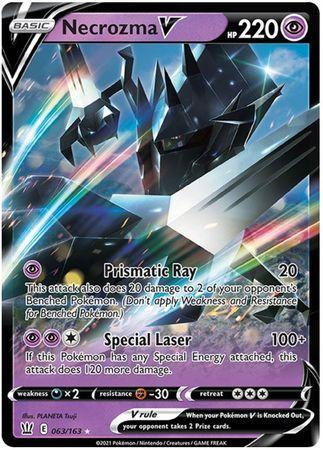 BASIC
Necrozma V HP 220
Prismatic Ray 20
This attack also does 20 damage to 2 of your opponent's
Benched Pokémon. (Don't apply Weakness and Resistance
for Benched Pokémon.)
Special Laser 100+
If this Pokémon has any Special Energy attached, this
attack does 120 more damage.
weakness ×2 resistance -30 retreat
Illus. PLANETA Tsuji
V rule
When your Pokémon V is Knocked Out,
your opponent takes 2 Prize cards.
E 063/163 ★
©2021 Pokémon / Nintendo / Creatures / GAME FREAK